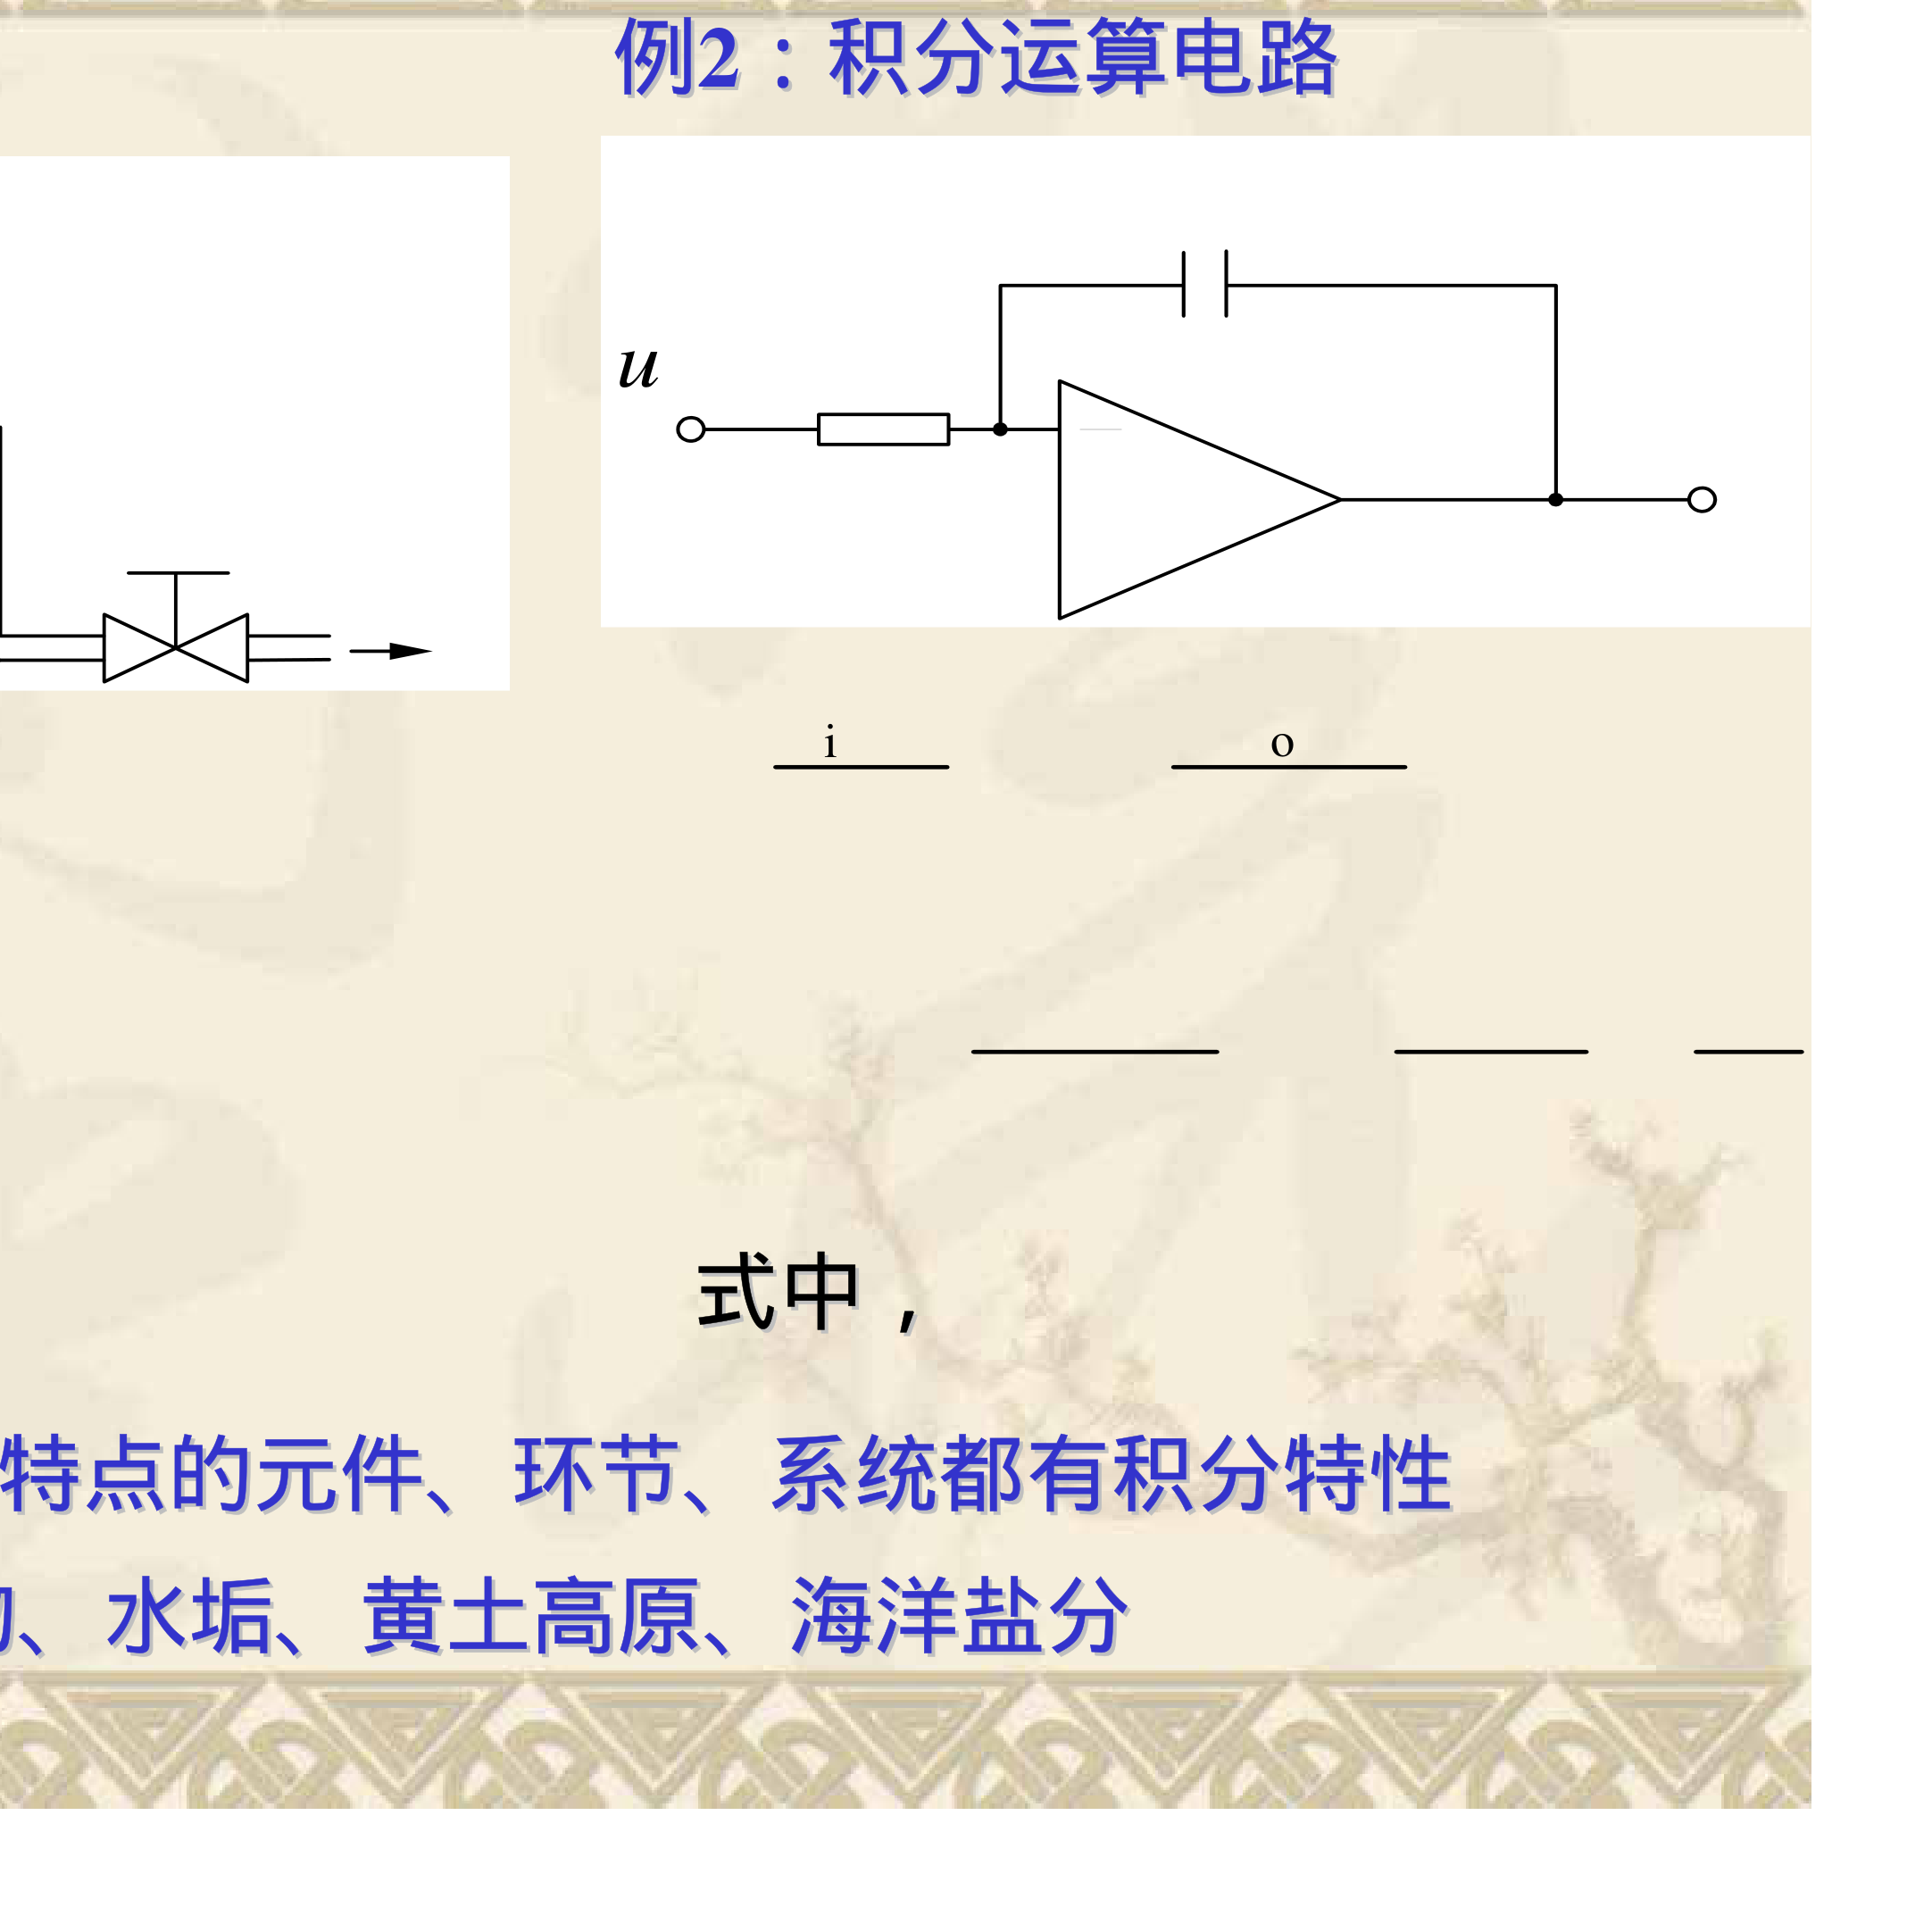 例2：积分运算电路
u
i
o
式中，
特点的元件、环节、系统都有积分特性
、水垢、黄土高原、海洋盐分